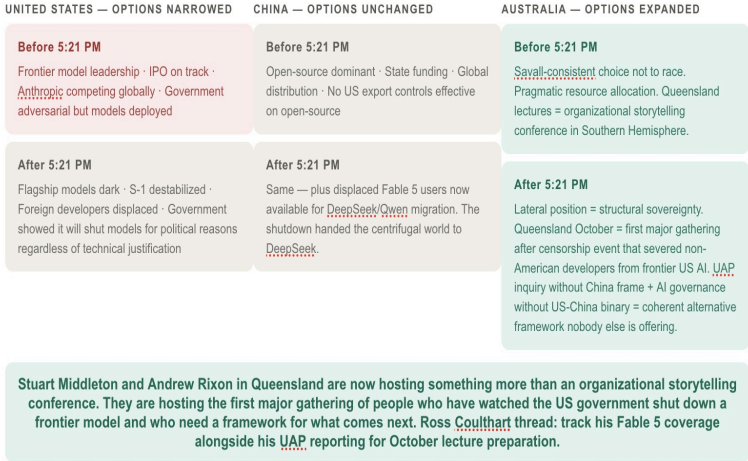 UNITED STATES — OPTIONS NARROWED
Before 5:21 PM
Frontier model leadership · IPO on track ·
Anthropic competing globally · Government
adversarial but models deployed
After 5:21 PM
Flagship models dark · S-1 destabilized ·
Foreign developers displaced · Government
showed it will shut models for political reasons
regardless of technical justification
CHINA — OPTIONS UNCHANGED
Before 5:21 PM
Open-source dominant · State funding · Global
distribution · No US export controls effective
on open-source
After 5:21 PM
Same — plus displaced Fable 5 users now
available for DeepSeek/Qwen migration. The
shutdown handed the centrifugal world to
DeepSeek.
AUSTRALIA — OPTIONS EXPANDED
Before 5:21 PM
Savall-consistent choice not to race.
Pragmatic resource allocation. Queensland
lectures = organizational storytelling
conference in Southern Hemisphere.
After 5:21 PM
Lateral position = structural sovereignty.
Queensland October = first major gathering
after censorship event that severed non-
American developers from frontier US AI. UAP
inquiry without China frame + AI governance
without US-China binary = coherent alternative
framework nobody else is offering.
Stuart Middleton and Andrew Rixon in Queensland are now hosting something more than an organizational storytelling
conference. They are hosting the first major gathering of people who have watched the US government shut down a
frontier model and who need a framework for what comes next. Ross Coulthart thread: track his Fable 5 coverage
alongside his UAP reporting for October lecture preparation.